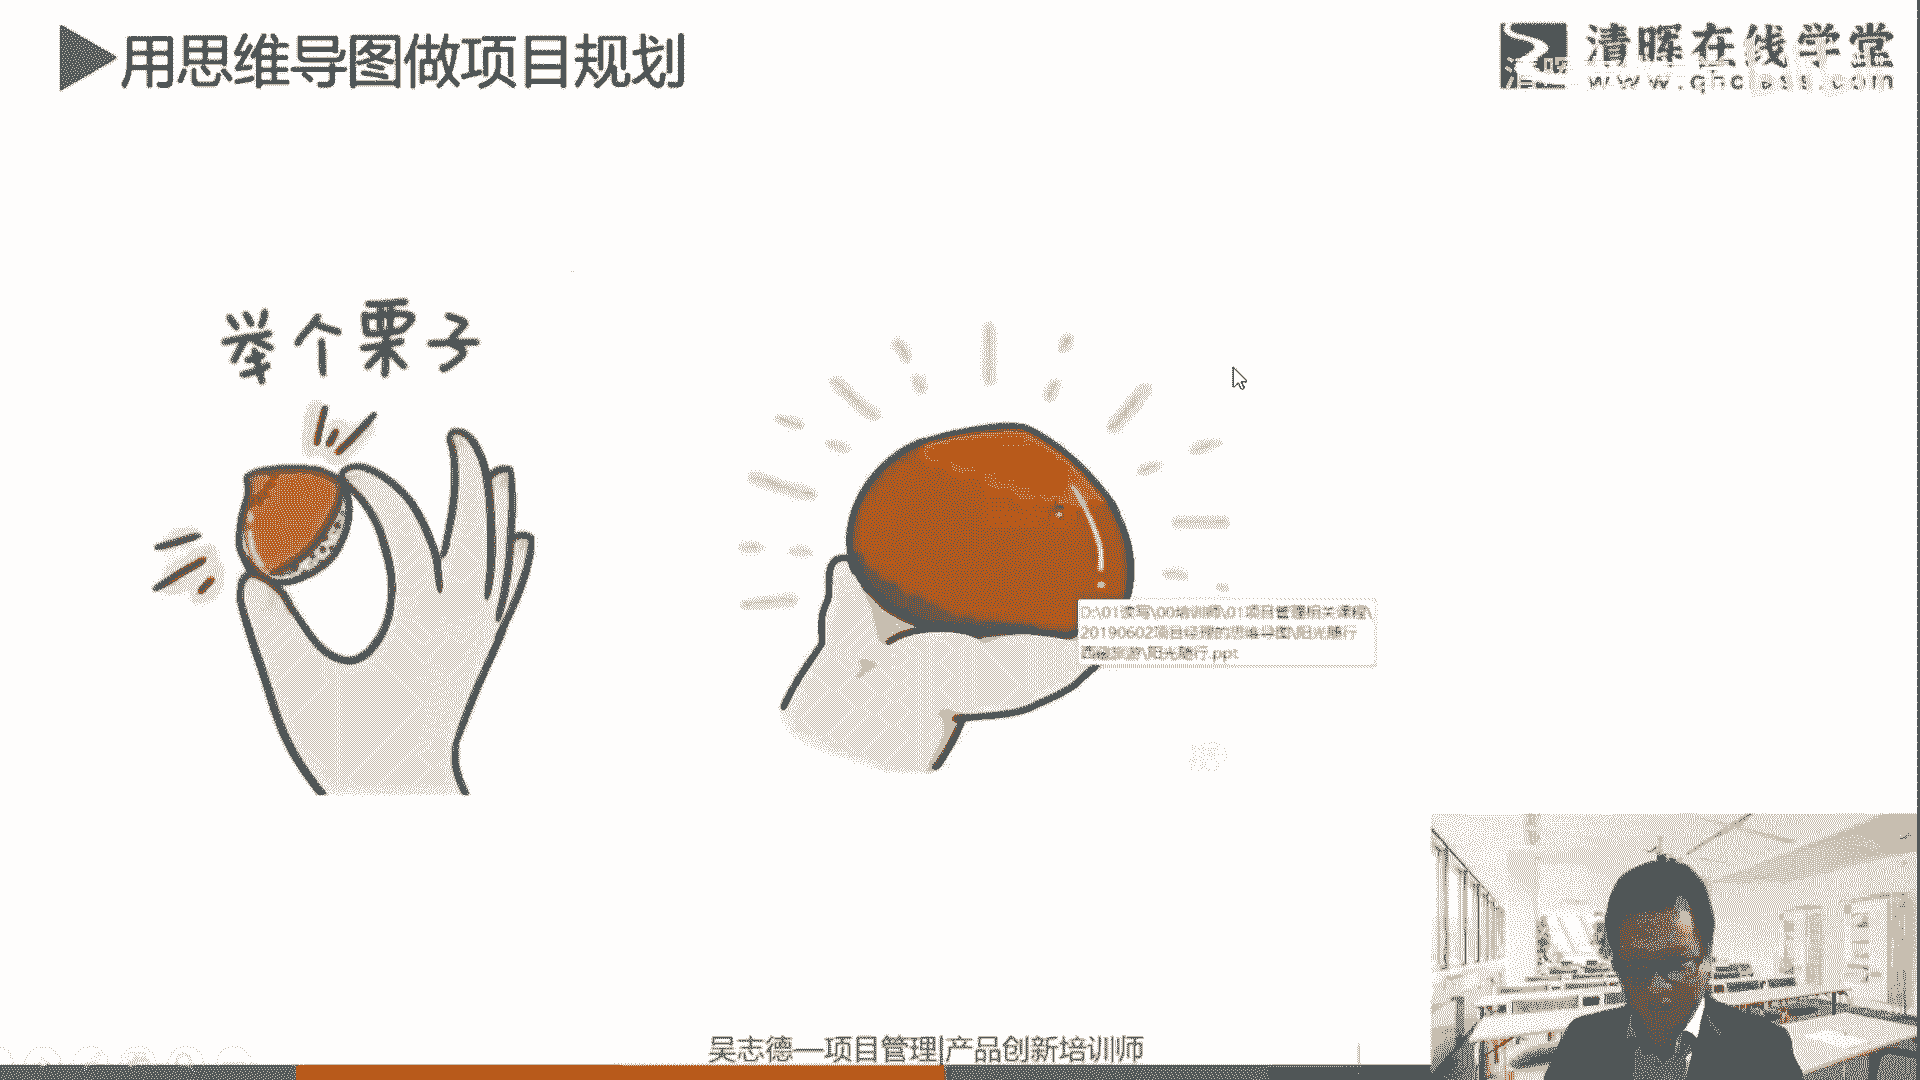 用思维导图做项目规划
清晖在线学堂
www.qhclass.com
举个栗子
D:\01读写\00培训师\01项目管理相关课程\
20190602项目经理的思维导图\阳光随行
西藏旅游\阳光随行.ppt
吴志德—项目管理|产品创新培训师